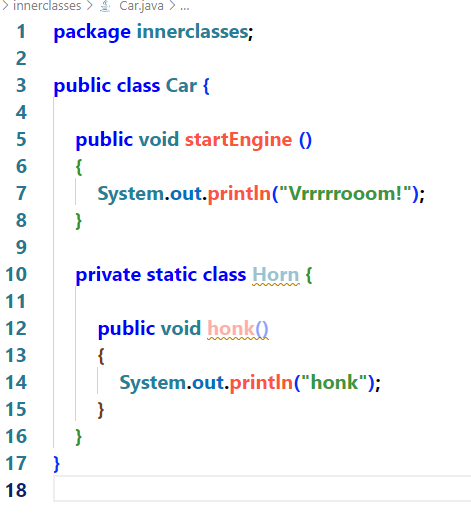 innerclasses > Car.java > ...
1 package innerclasses;
2
3 public class Car {
4
5 public void startEngine ()
6 {
7 System.out.println("Vrrrrrooom!");
8 }
9
10 private static class Horn {
11
12 public void honk()
13 {
14 System.out.println("honk");
15 }
16 }
17 }
18